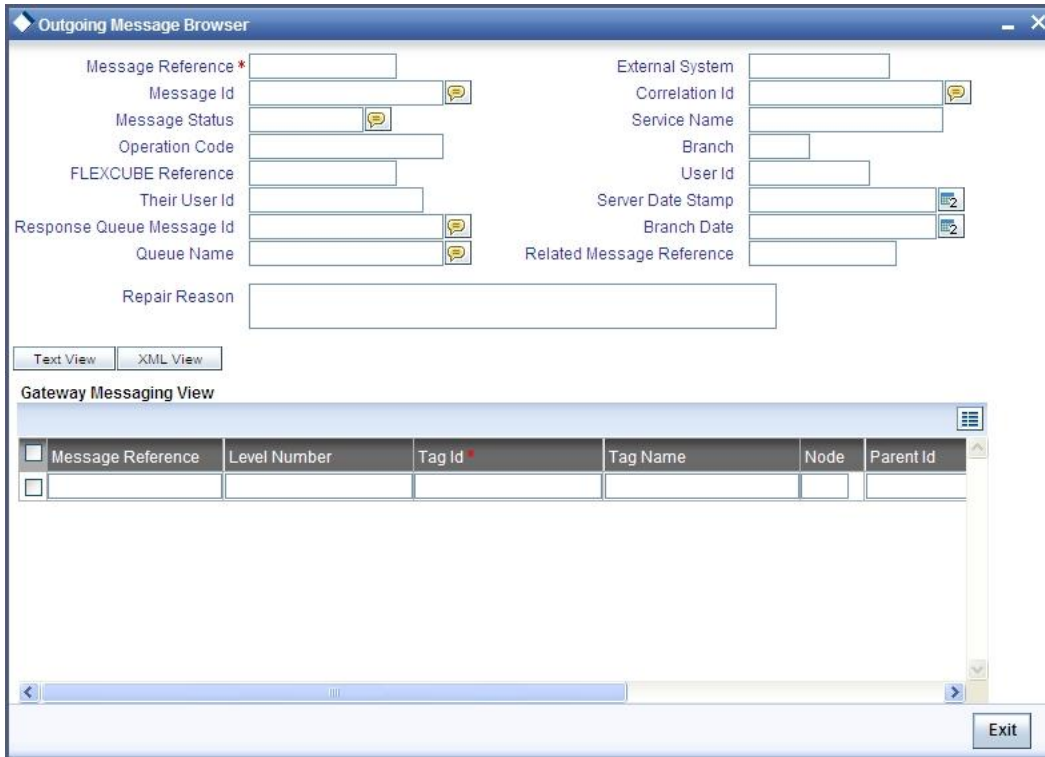 Outgoing Message Browser
Message Reference *
External System
Message Id
Correlation Id
Message Status
Service Name
Operation Code
Branch
FLEXCUBE Reference
User Id
Their User Id
Server Date Stamp
Response Queue Message Id
Branch Date
Queue Name
Related Message Reference
Repair Reason
Text View XML View
Gateway Messaging View
Message Reference Level Number Tag Id * Tag Name Node Parent Id
Exit